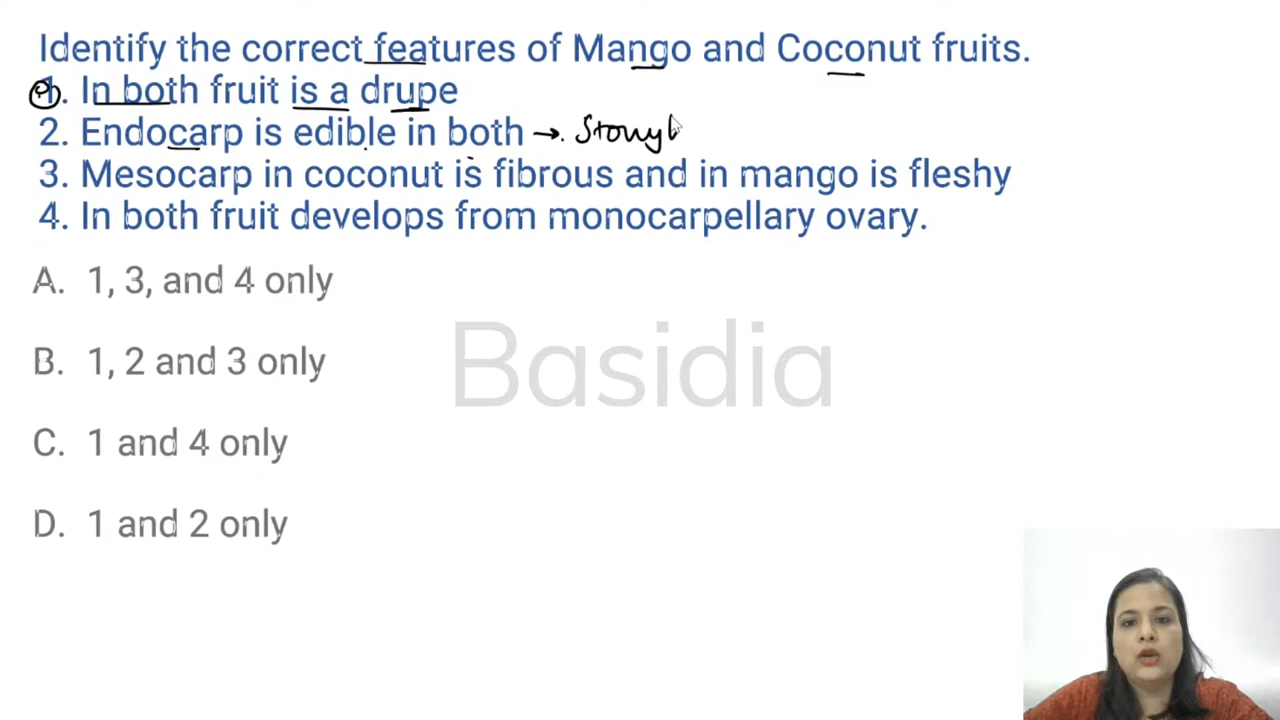 Identify the correct features of Mango and Coconut fruits.
1. In both fruit is a drupe
2. Endocarp is edible in both → Stony
3. Mesocarp in coconut is fibrous and in mango is fleshy
4. In both fruit develops from monocarpellary ovary.
A. 1, 3, and 4 only
B. 1, 2 and 3 only
C. 1 and 4 only
D. 1 and 2 only
Basidia